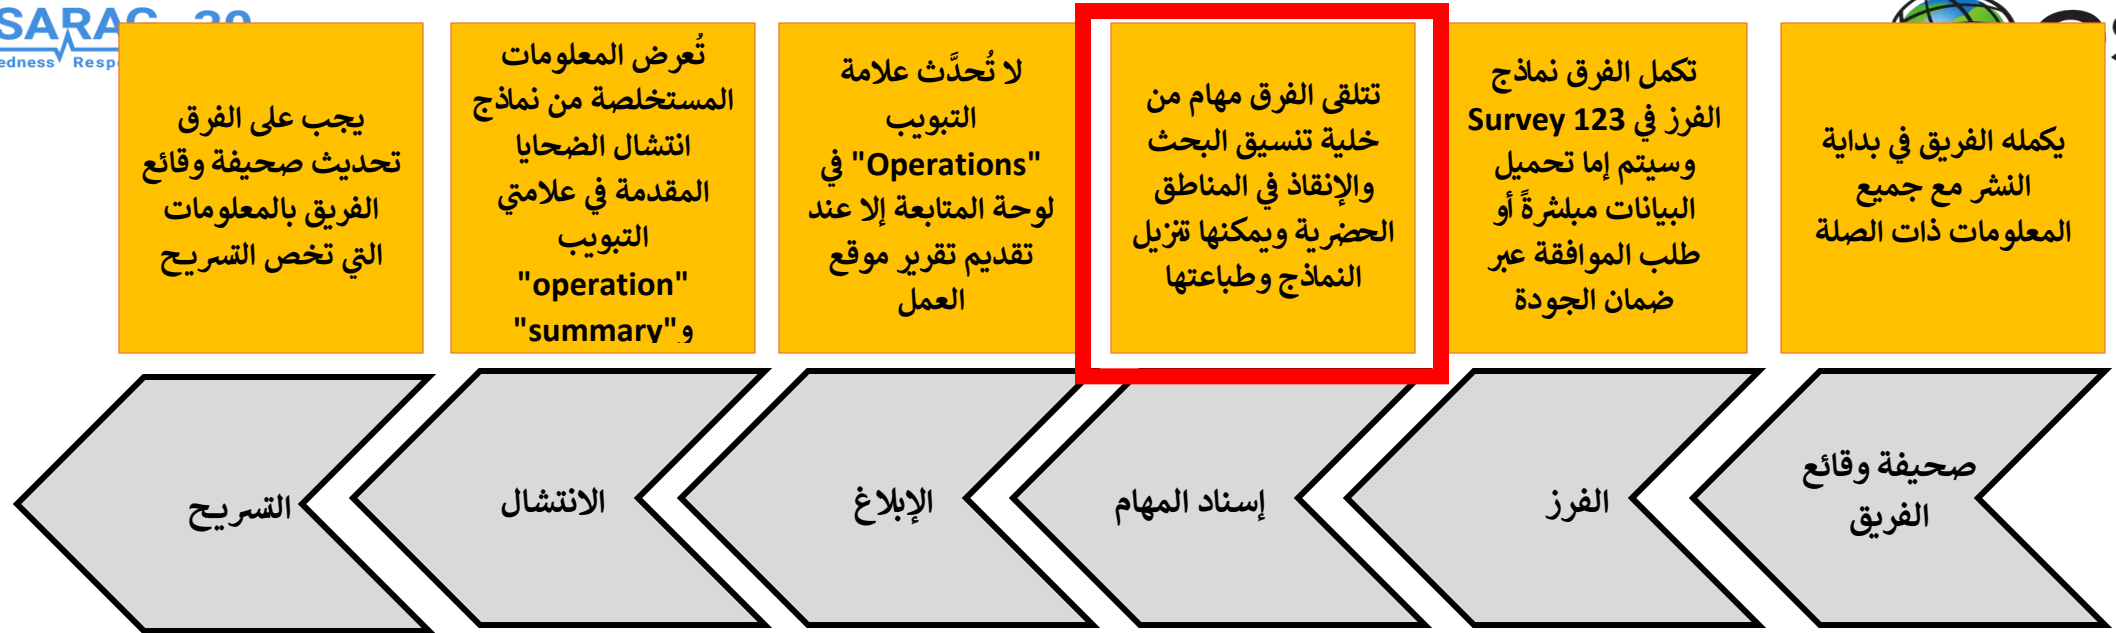 SARAC
Resp
يكمله الفريق في بداية
النشر مع جميع
المعلومات ذات الصلة
تكمل الفرق نماذج
الفرز في Survey 123
وسيتم إما تحميل
البيانات مبلشرةً أو
طلب الموافقة عبر
ضمان الجودة
تتلقى الفرق مهام من
خلية تنسيق البحث
والإنقاذ في المناطق
الحضرية ويمكنها تنزيل
النماذج وطباعتها
لا تُحدَّث علامة
التبويب
"Operations" في
لوحة المتابعة إلا عند
تقديم تقرير موقع
العمل
تُعرض المعلومات
المستخلصة من نماذج
انتشال الضحايا
المقدمة في علامتي
التبويب
"operation"
و"summary"
يجب على الفرق
تحديث صحيفة وقائع
الفريق بالمعلومات
التي تخص التسريح
صحيفة وقائع
الفريق
الفرز
إسناد المهام
الإبلاغ
الانتشال
التسريح